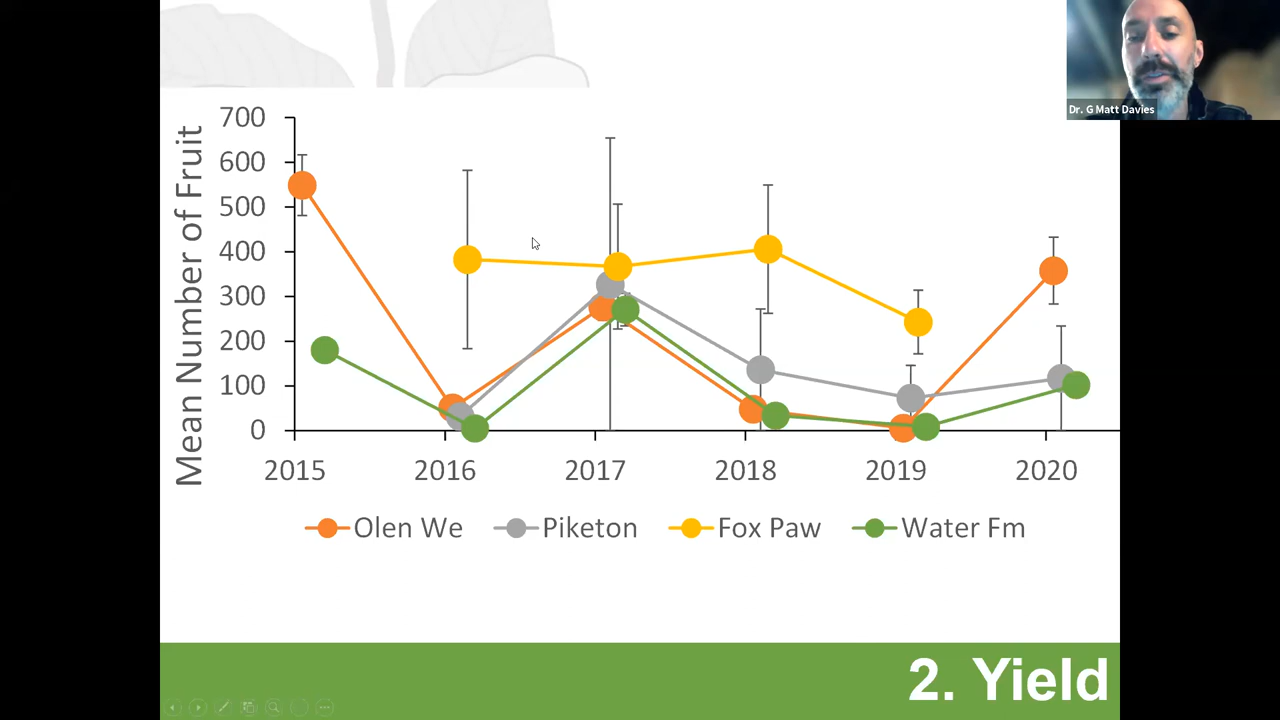 Dr. G Matt Davies
Mean Number of Fruit
700
600
500
400
300
200
100
0
2015 2016 2017 2018 2019 2020
Olen We Piketon Fox Paw Water Fm
2. Yield